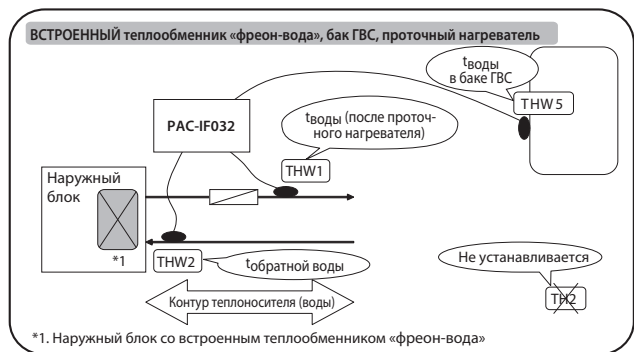 ВСТРОЕННЫЙ теплообменник «фреон-вода», бак ГВС, проточный нагреватель
tводы
в баке ГВС
THW5
PAC-IF032
tводы (после проточ-
ного нагревателя)
THW1
Наружный
блок
*1
THW2
tобратной воды
Не устанавливается
TH2
Контур теплоносителя (воды)
*1. Наружный блок со встроенным теплообменником «фреон-вода»